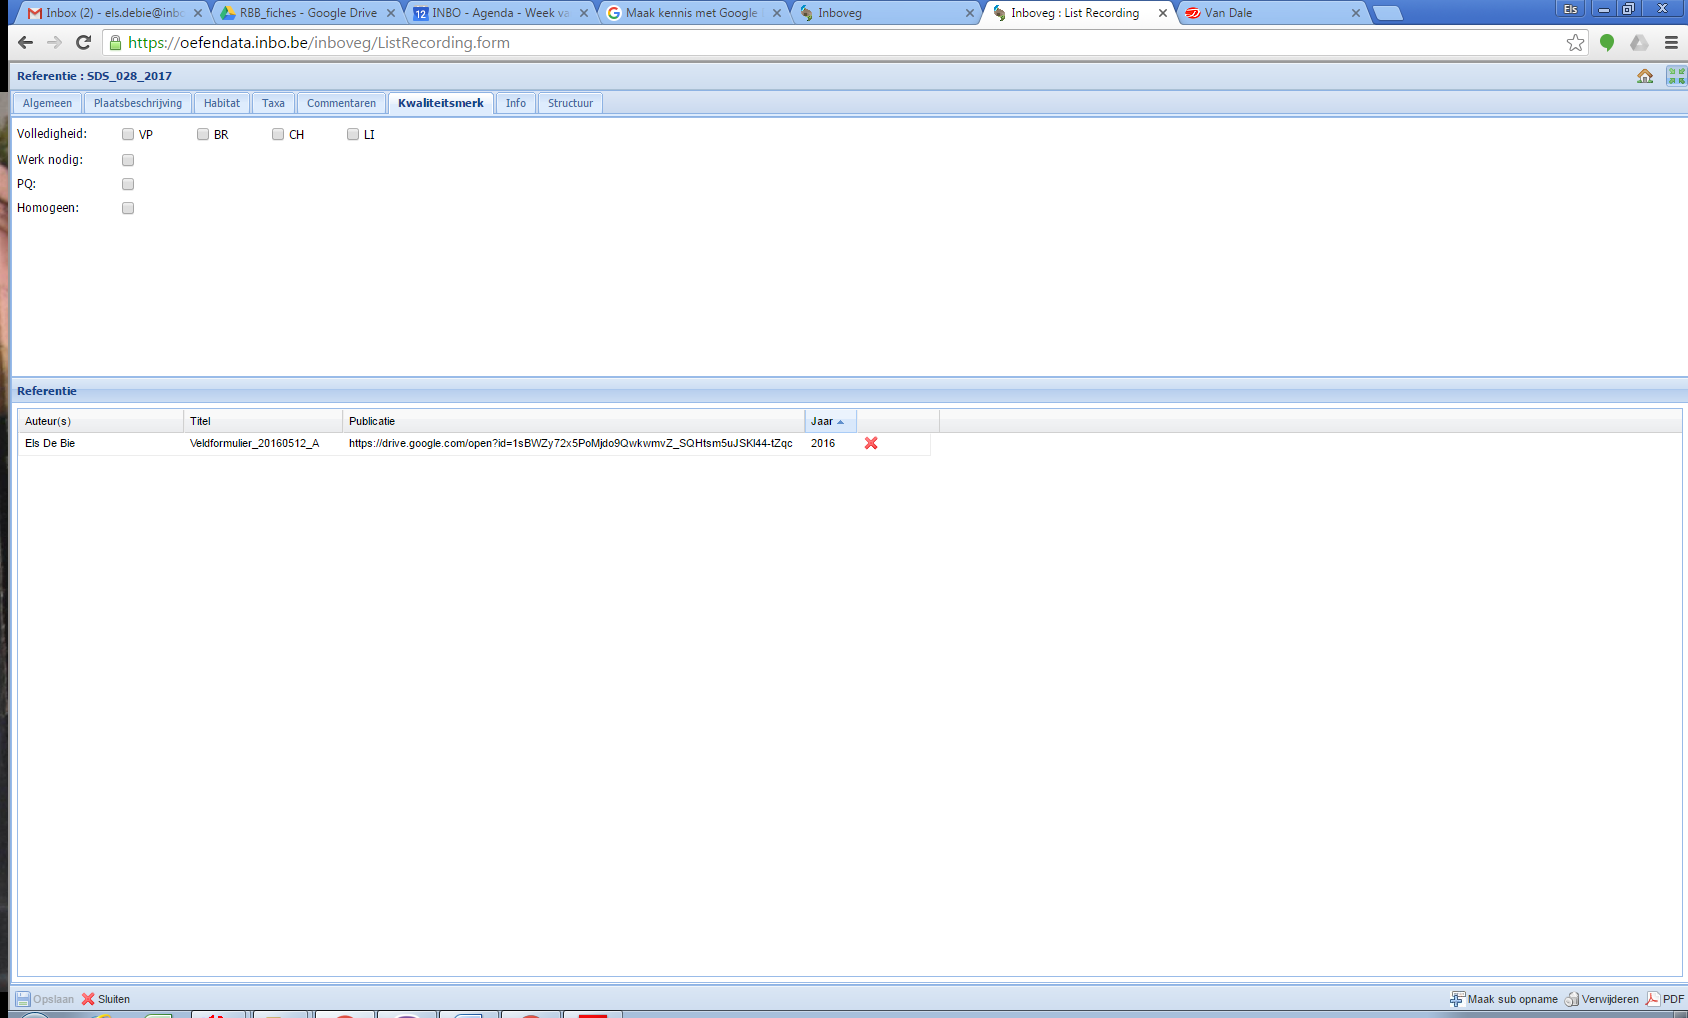 Inbox (2) - els.debie@inb
RBB_fiches - Google Drive
12 INBO - Agenda - Week va
Maak kennis met Google
Inboveg
Inboveg : List Recording
Van Dale
Els
https://oefendata.inbo.be/inboveg/ListRecording.form
Referentie : SDS_028_2017
Algemeen Plaatsbeschrijving Habitat Taxa Commentaren Kwaliteitsmerk Info Structuur
Volledigheid: VP BR CH LI
Werk nodig:
PQ:
Homogeen:
Referentie
Auteur(s) Titel Publicatie Jaar
Els De Bie Veldformulier_20160512_A https://drive.google.com/open?id=1sBWZy72x5PoMjdo9QwkwmvZ_SQHtsm5uJSKl44-tZqc 2016
Opslaan Sluiten Maak sub opname Verwijderen PDF